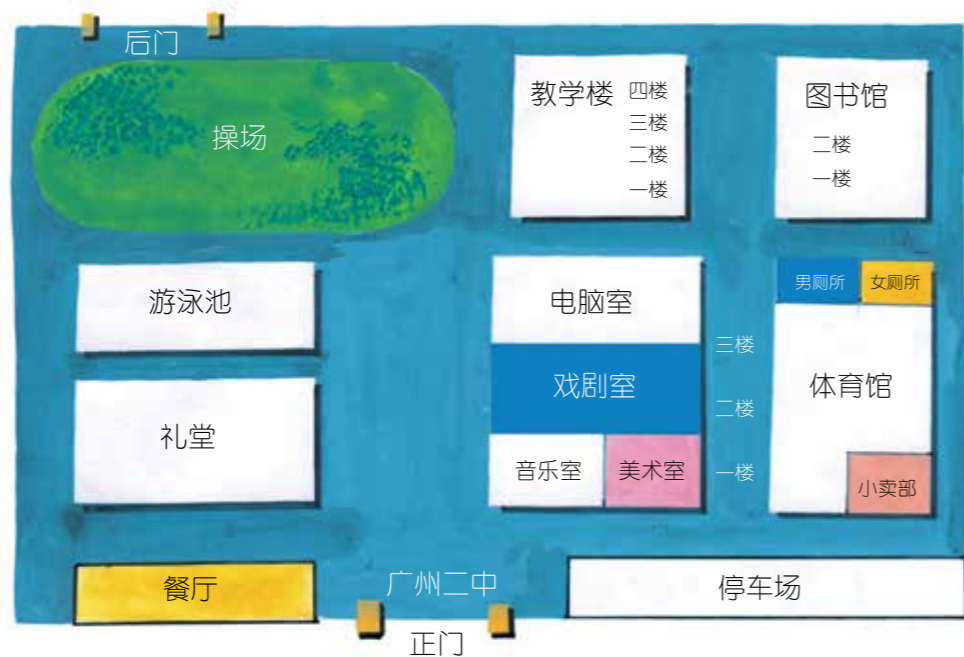 后门
操场
教学楼
四楼
三楼
二楼
一楼
图书馆
二楼
一楼
游泳池
礼堂
电脑室
戏剧室
音乐室
美术室
三楼
二楼
一楼
男厕所
女厕所
体育馆
小卖部
餐厅
广州二中
停车场
正门